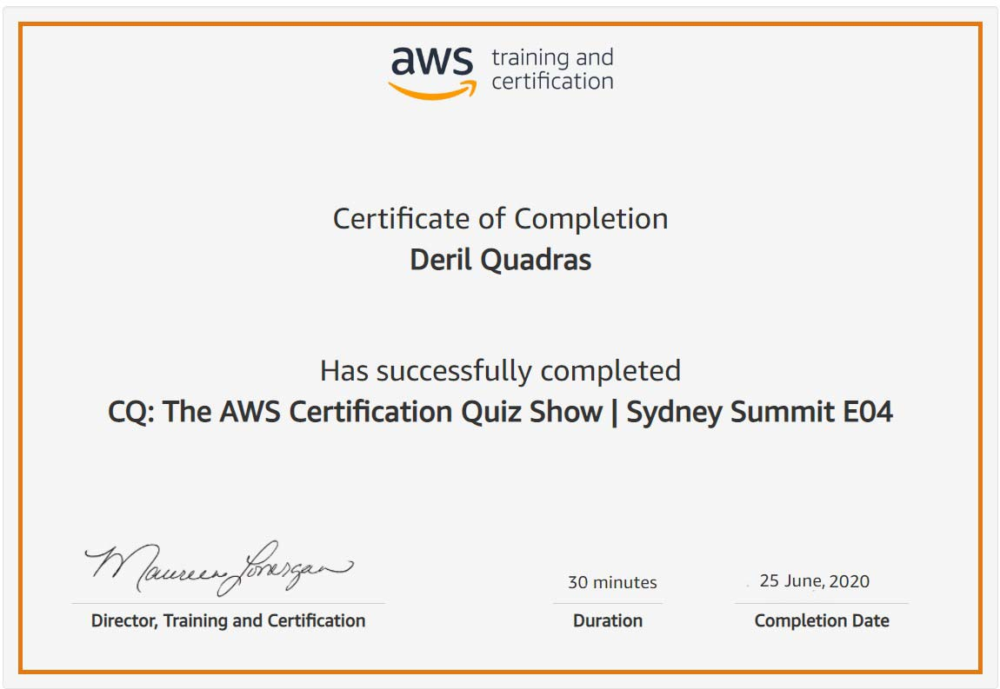 aws training and
certification
Certificate of Completion
Deril Quadras
Has successfully completed
CQ: The AWS Certification Quiz Show | Sydney Summit E04
Maureen Lonergan
30 minutes
25 June, 2020
Director, Training and Certification
Duration
Completion Date